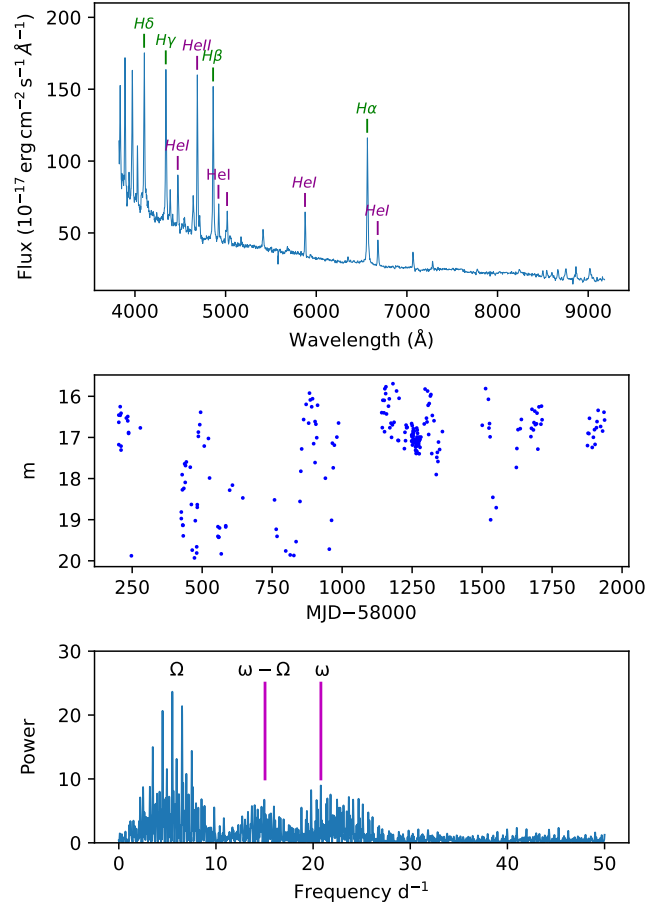 200
150
100
50
Flux (10⁻¹⁷ erg cm⁻² s⁻¹ Å⁻¹)
Hδ
Hγ
HeII
Hβ
HeI
HeI
HeI
Hα
HeI
4000 5000 6000 7000 8000 9000
Wavelength (Å)
16
17
18
19
20
m
250 500 750 1000 1250 1500 1750 2000
MJD−58000
30
20
10
0
Power
Ω ω − Ω ω
0 10 20 30 40 50
Frequency d⁻¹